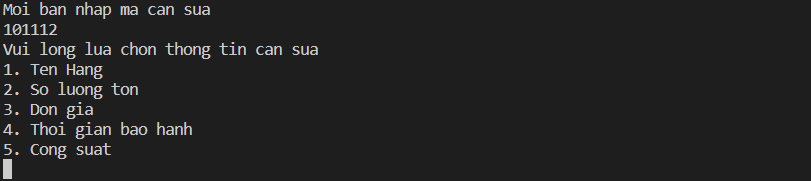 Moi ban nhap ma can sua
101112
Vui long lua chon thong tin can sua
1. Ten Hang
2. So luong ton
3. Don gia
4. Thoi gian bao hanh
5. Cong suat